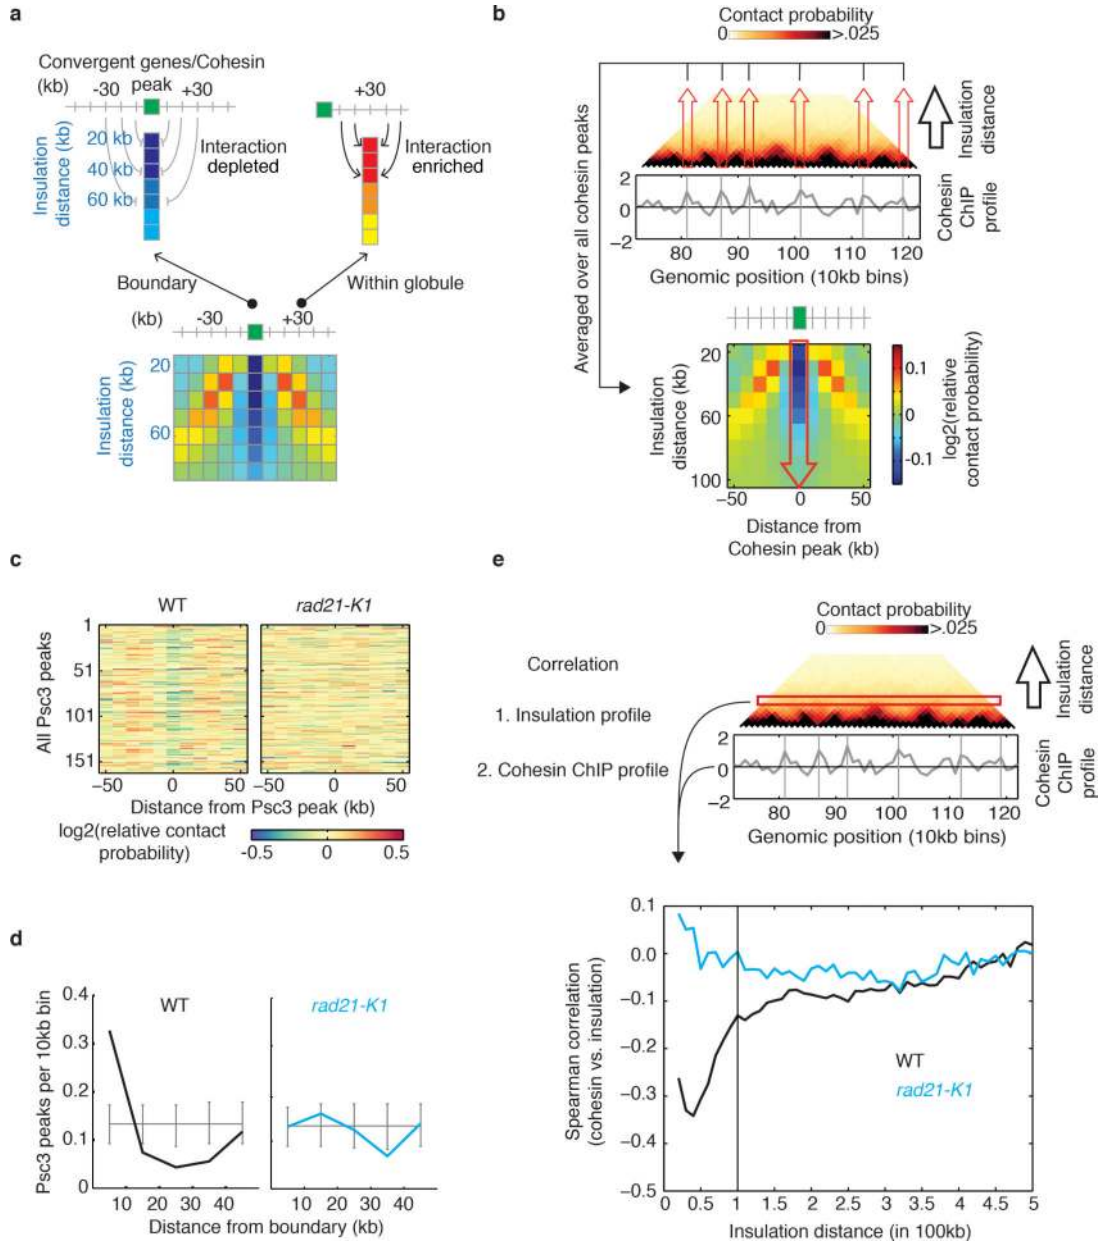 a
Convergent genes/Cohesin
peak
(kb)
-30
+30
+30
20 kb
40 kb
60 kb
Insulation
distance (kb)
Interaction
depleted
Interaction
enriched
Boundary
Within globule
(kb)
-30
+30
20
60
Insulation
distance (kb)
b
Contact probability
0
>.025
Insulation
distance
Averaged over all cohesin peaks
2
0
−2
Cohesin
ChIP
profile
80
90
100
110
120
Genomic position (10kb bins)
20
60
100
Insulation
distance (kb)
−50
0
50
Distance from
Cohesin peak (kb)
0.1
0
-0.1
log2(relative
contact probability)
c
WT
rad21-K1
1
51
101
151
All Psc3 peaks
-50
0
50
-50
0
50
Distance from Psc3 peak (kb)
log2(relative contact
probability)
-0.5
0
0.5
d
WT
rad21-K1
0.4
0.3
0.2
0.1
0
Psc3 peaks per 10kb bin
10
20
30
40
10
20
30
40
Distance from boundary (kb)
e
Contact probability
0
>.025
Correlation
1. Insulation profile
2. Cohesin ChIP profile
Insulation
distance
2
0
−2
Cohesin
ChIP
profile
80
90
100
110
120
Genomic position (10kb bins)
0.1
0.0
−0.1
−0.2
−0.3
−0.4
−0.5
Spearman correlation
(cohesin vs. insulation)
WT
rad21-K1
0
0.5
1
1.5
2
2.5
3
3.5
4
4.5
5
Insulation distance (in 100kb)